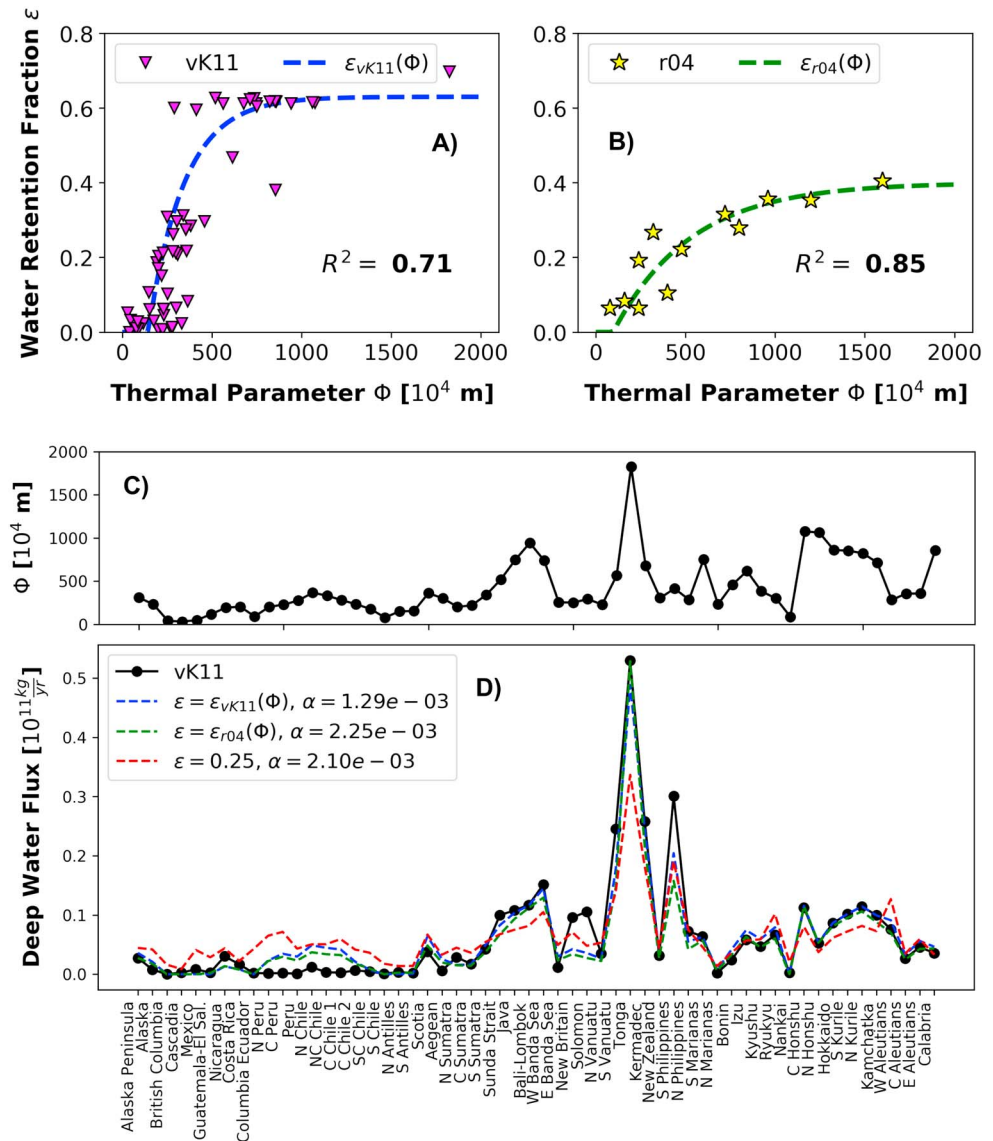 Water Retention Fraction ε
0.8
0.6
0.4
0.2
0.0
vK11
ε_vK11(Φ)
A)
R² = 0.71
0
500
1000
1500
2000
Thermal Parameter Φ [10⁴ m]
0.8
0.6
0.4
0.2
0.0
r04
ε_r04(Φ)
B)
R² = 0.85
0
500
1000
1500
2000
Thermal Parameter Φ [10⁴ m]
Φ [10⁴ m]
2000
1500
1000
500
0
C)
Deep Water Flux [10¹¹ kg/yr]
0.5
0.4
0.3
0.2
0.1
0.0
vK11
ε = ε_vK11(Φ), α = 1.29e − 03
ε = ε_r04(Φ), α = 2.25e − 03
ε = 0.25, α = 2.10e − 03
D)
Alaska Peninsula
Alaska
British Columbia
Cascadia
Mexico
Guatemala-El Sal.
Nicaragua
Costa Rica
Columbia Ecuador
N Peru
C Peru
Peru
N Chile
NC Chile
C Chile 1
C Chile 2
SC Chile
S Chile
N Antilles
S Antilles
Scotia
Aegean
N Sumatra
C Sumatra
S Sumatra
Sunda Strait
Java
Bali-Lombok
W Banda Sea
E Banda Sea
New Britain
Solomon
N Vanuatu
S Vanuatu
Tonga
Kermadec
New Zealand
S Philippines
N Philippines
S Marianas
N Marianas
Bonin
Izu
Kyushu
Ryukyu
Nankai
C Honshu
N Honshu
Hokkaido
S Kurile
N Kurile
Kamchatka
W Aleutians
C Aleutians
E Aleutians
Calabria